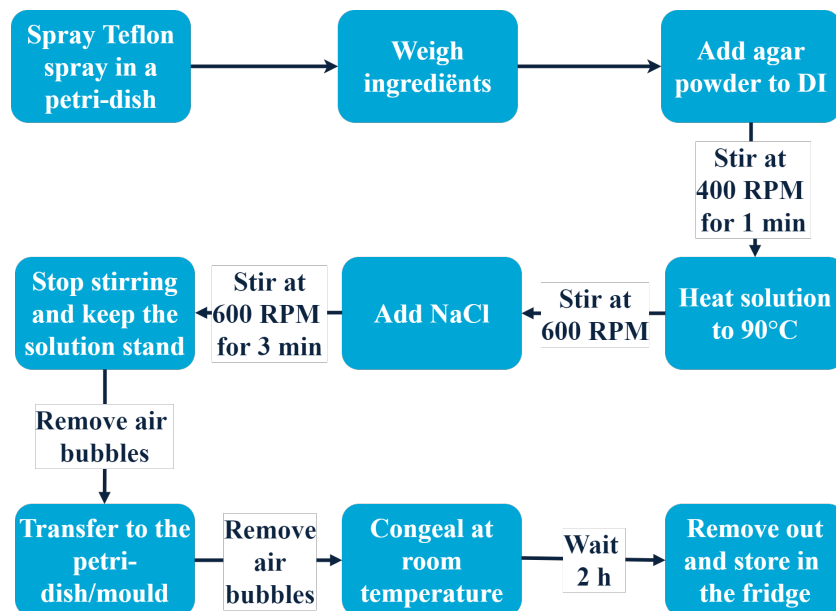 Spray Teflon
spray in a
petri-dish
Weigh
ingrediënts
Add agar
powder to DI
Stir at
400 RPM
for 1 min
Heat solution
to 90°C
Stir at
600 RPM
Add NaCl
Stir at
600 RPM
for 3 min
Stop stirring
and keep the
solution stand
Remove air
bubbles
Transfer to the
petri-
dish/mould
Remove
air
bubbles
Congeal at
room
temperature
Wait
2 h
Remove out
and store in
the fridge